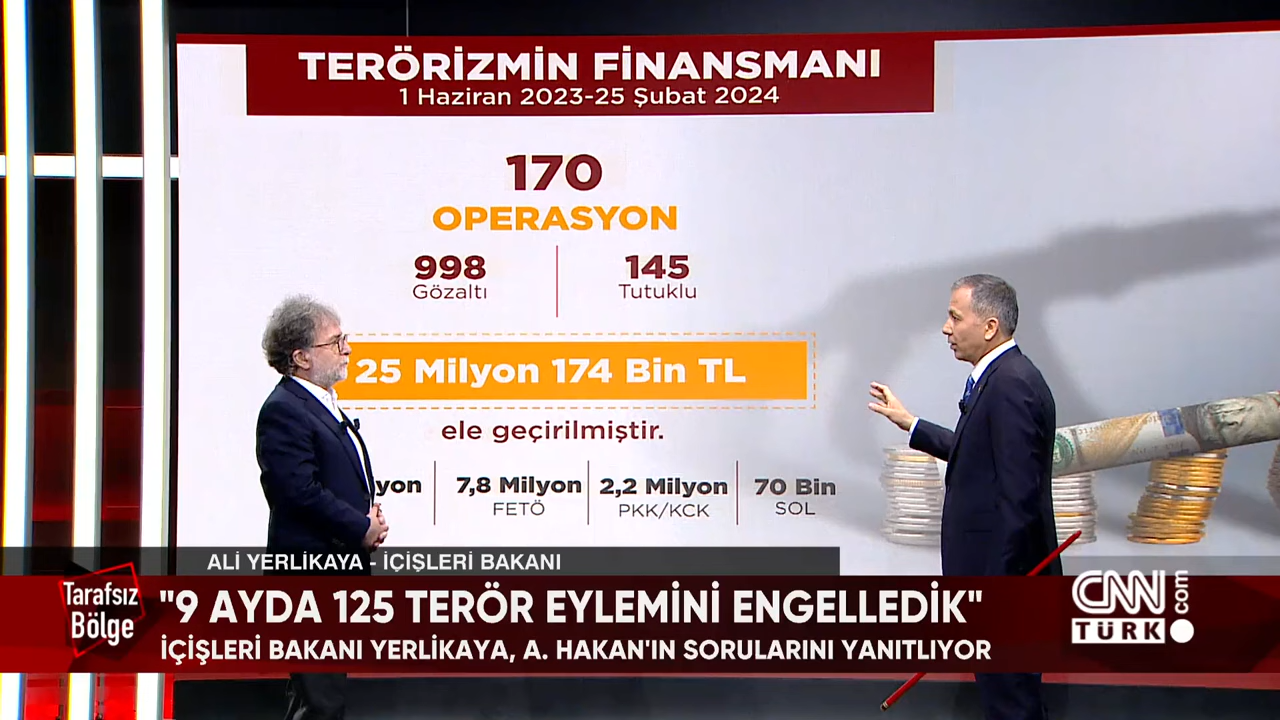 TERÖRİZMİN FİNANSMANI
1 Haziran 2023-25 Şubat 2024
170
OPERASYON
998
Gözaltı
145
Tutuklu
25 Milyon 174 Bin TL
ele geçirilmiştir.
yon
7,8 Milyon
FETÖ
2,2 Milyon
PKK/KCK
70 Bin
SOL
ALİ YERLİKAYA - İÇİŞLERİ BAKANI
Tarafsız
Bölge
"9 AYDA 125 TERÖR EYLEMİNİ ENGELLEDİK"
İÇİŞLERİ BAKANI YERLİKAYA, A. HAKAN'IN SORULARINI YANITLIYOR
CNN
TÜRK
.com